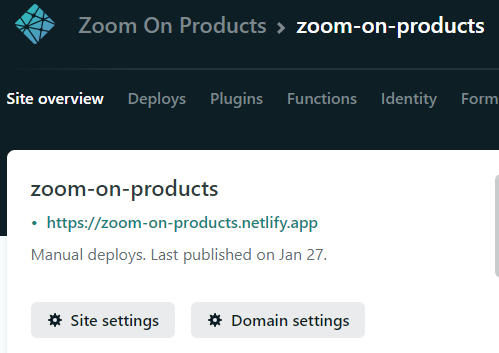 Zoom On Products > zoom-on-products
Site overview Deploys Plugins Functions Identity Form
zoom-on-products
• https://zoom-on-products.netlify.app
Manual deploys. Last published on Jan 27.
Site settings Domain settings